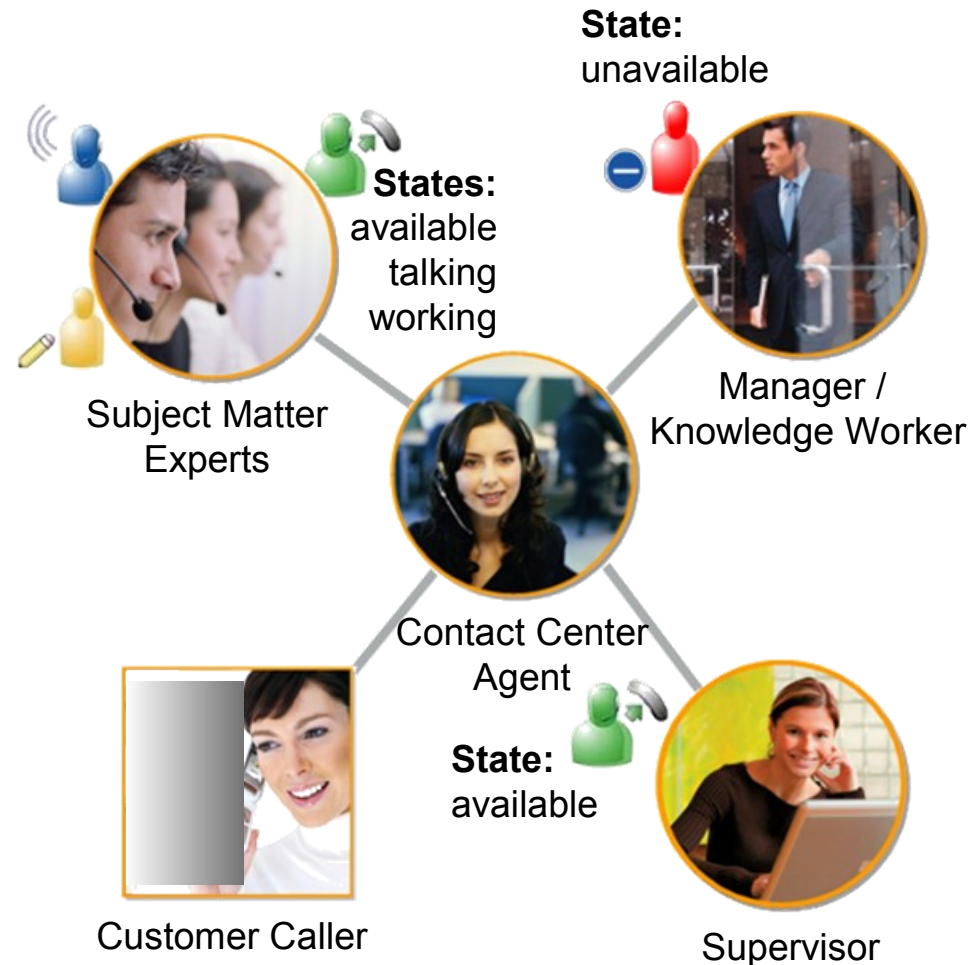 State:
unavailable
States:
available
talking
working
Subject Matter
Experts
Manager /
Knowledge Worker
Contact Center
Agent
State:
available
Customer Caller
Supervisor